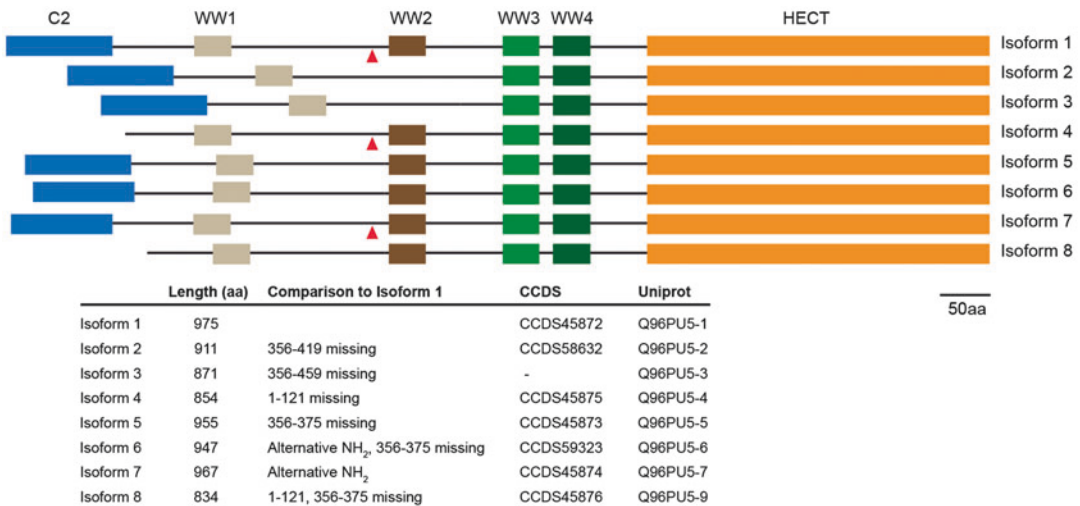 C2 WW1 WW2 WW3 WW4 HECT
Isoform 1
Isoform 2
Isoform 3
Isoform 4
Isoform 5
Isoform 6
Isoform 7
Isoform 8
50aa
Length (aa) Comparison to Isoform 1 CCDS Uniprot
Isoform 1 975 CCDS45872 Q96PU5-1
Isoform 2 911 356-419 missing CCDS58632 Q96PU5-2
Isoform 3 871 356-459 missing - Q96PU5-3
Isoform 4 854 1-121 missing CCDS45875 Q96PU5-4
Isoform 5 955 356-375 missing CCDS45873 Q96PU5-5
Isoform 6 947 Alternative NH₂, 356-375 missing CCDS59323 Q96PU5-6
Isoform 7 967 Alternative NH₂ CCDS45874 Q96PU5-7
Isoform 8 834 1-121, 356-375 missing CCDS45876 Q96PU5-9